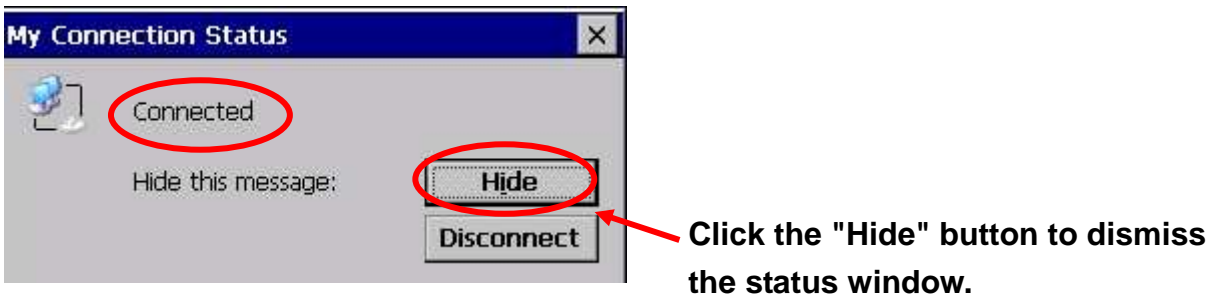 My Connection Status
Connected
Hide this message:
Hide
Disconnect
Click the "Hide" button to dismiss
the status window.